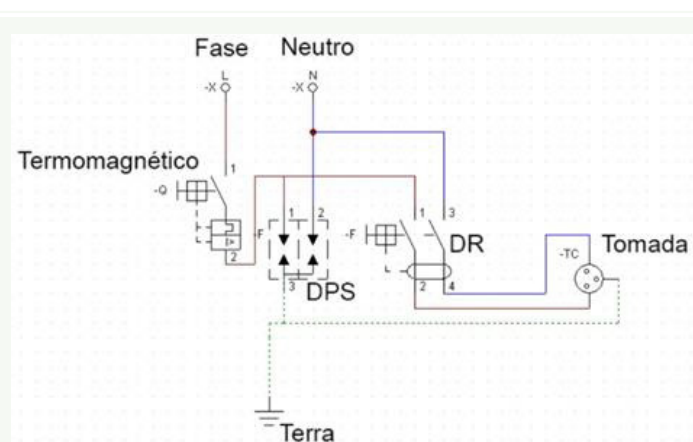 Fase Neutro
L N
-X -X
Termomagnético
1
-Q
I>
2
1 2
-F
3
DPS
1 3
-F
DR
2 4
Tomada
-TC
Terra